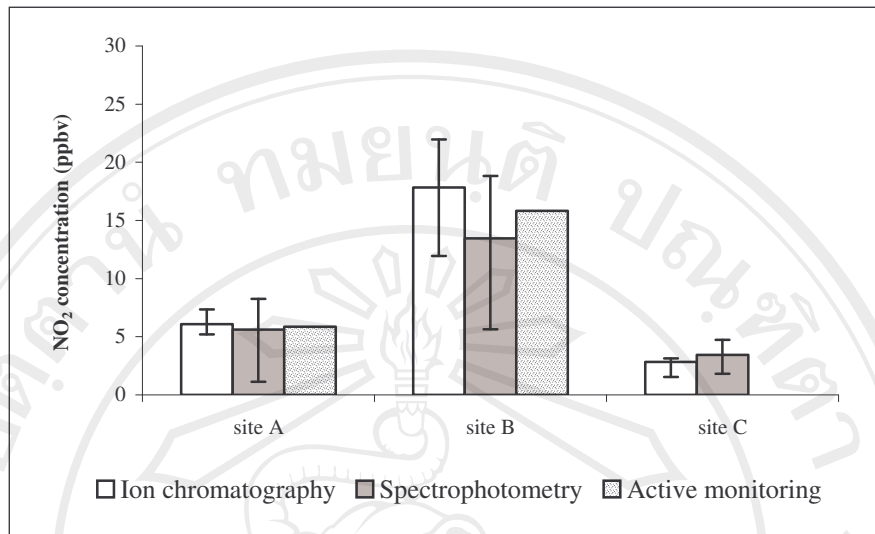 30
25
20
15
10
5
0
NO₂ concentration (ppbv)
site A
site B
site C
Ion chromatography
Spectrophotometry
Active monitoring